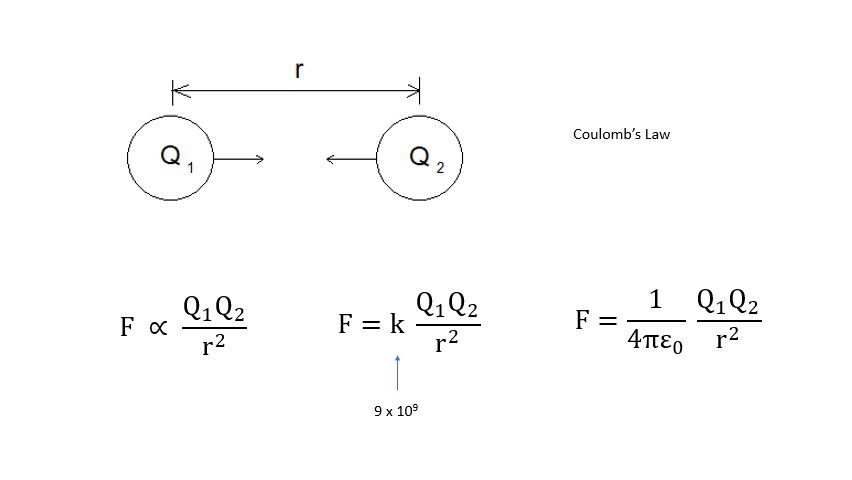 r
Q₁
Q₂
Coulomb’s Law
F ∝ Q₁Q₂/r²
F = k Q₁Q₂/r²
F = 1/4πε₀ Q₁Q₂/r²
9 x 10⁹